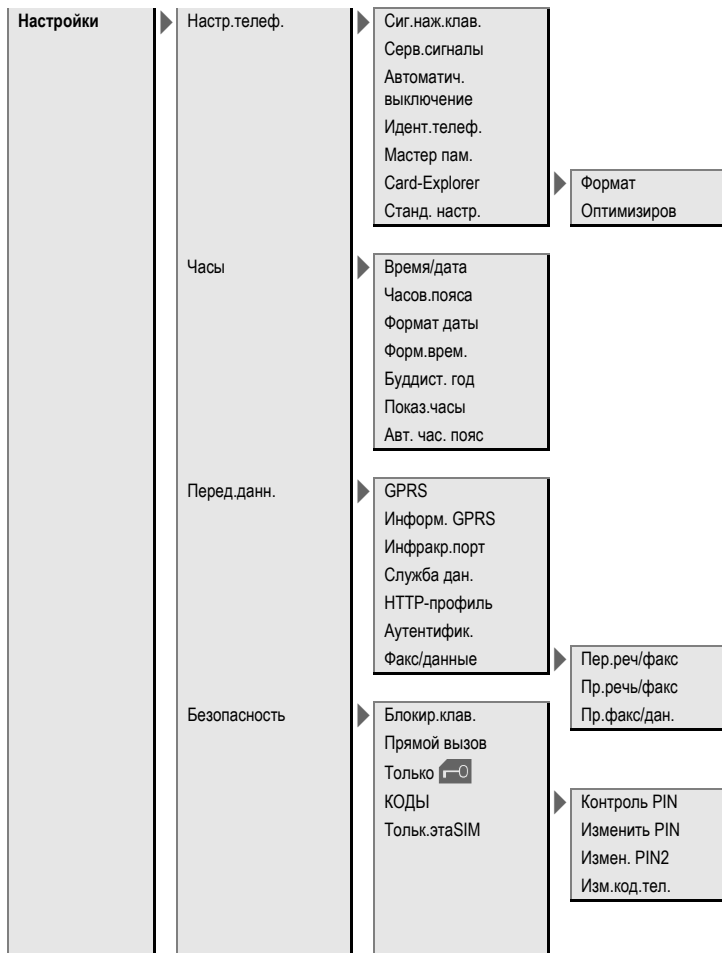 Настройки
Настр.телеф.
Сиг.наж.клав.
Серв.сигналы
Автоматич.
выключение
Идент.телеф.
Мастер пам.
Card-Explorer
Формат
Станд. настр.
Оптимизиров
Часы
Время/дата
Часов.пояса
Формат даты
Форм.врем.
Буддист. год
Показ.часы
Авт. час. пояс
Перед.данн.
GPRS
Информ. GPRS
Инфракр.порт
Служба дан.
HTTP-профиль
Аутентифик.
Факс/данные
Пер.реч/факс
Пр.речь/факс
Пр.факс/дан.
Безопасность
Блокир.клав.
Прямой вызов
Только
КОДЫ
Контроль PIN
Тольк.этаSIM
Изменить PIN
Измен. PIN2
Изм.код.тел.